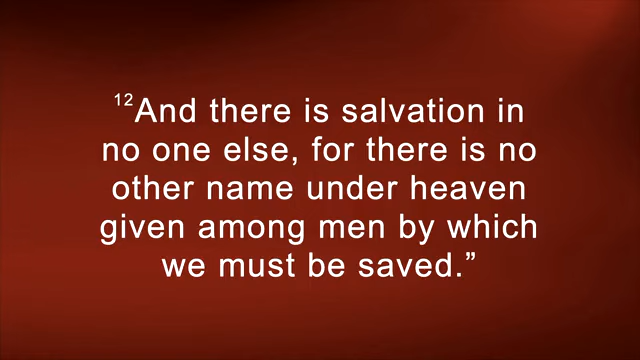 ¹²And there is salvation in
no one else, for there is no
other name under heaven
given among men by which
we must be saved.”